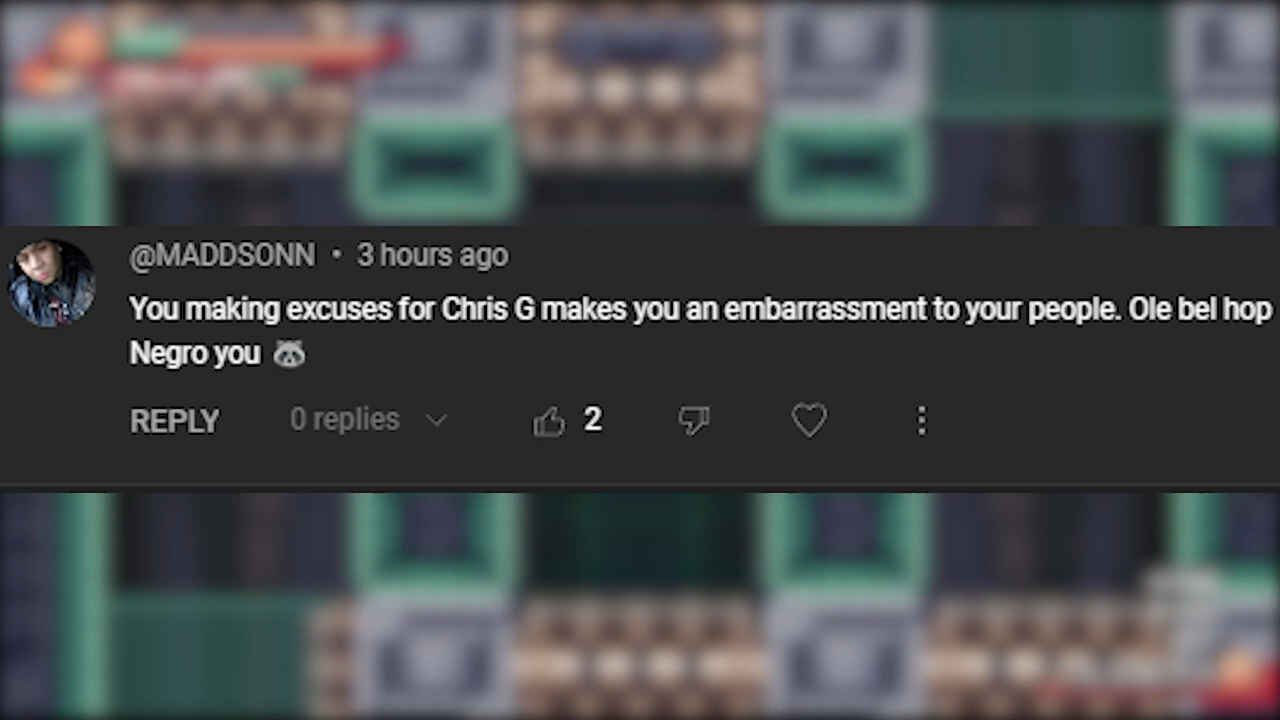 @MADDSONN • 3 hours ago
You making excuses for Chris G makes you an embarrassment to your people. Ole bel hop
Negro you 🦝
REPLY 0 replies 2